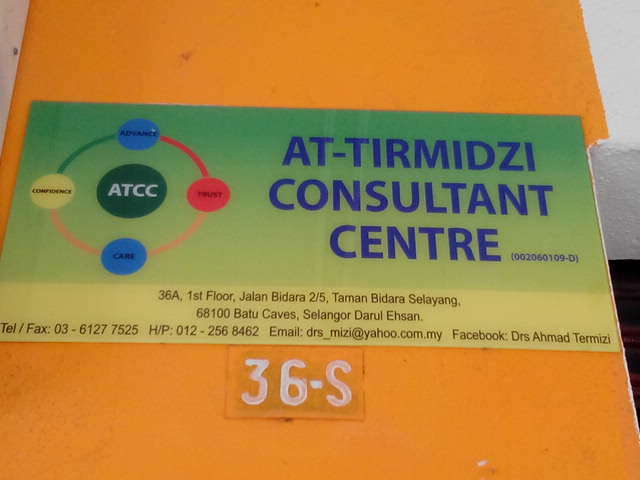 ADVANCE
CONFIDENCE
ATCC
TRUST
CARE
AT-TIRMIDZI
CONSULTANT
CENTRE (002060109-D)
36A, 1st Floor, Jalan Bidara 2/5, Taman Bidara Selayang,
68100 Batu Caves, Selangor Darul Ehsan.
Tel / Fax: 03 - 6127 7525 H/P: 012 - 256 8462 Email: drs_mizi@yahoo.com.my Facebook: Drs Ahmad Termizi
36-S